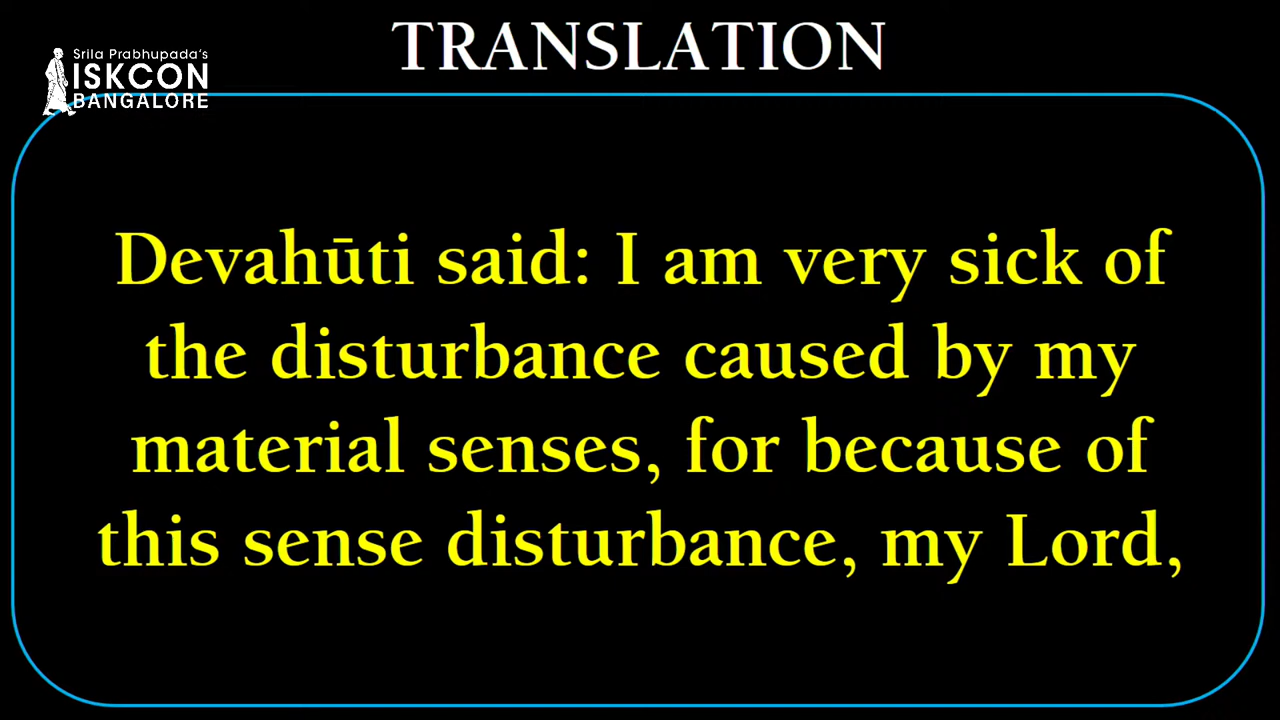 TRANSLATION
Srila Prabhupada's
ISKCON
BANGALORE
Devahūti said: I am very sick of
the disturbance caused by my
material senses, for because of
this sense disturbance, my Lord,